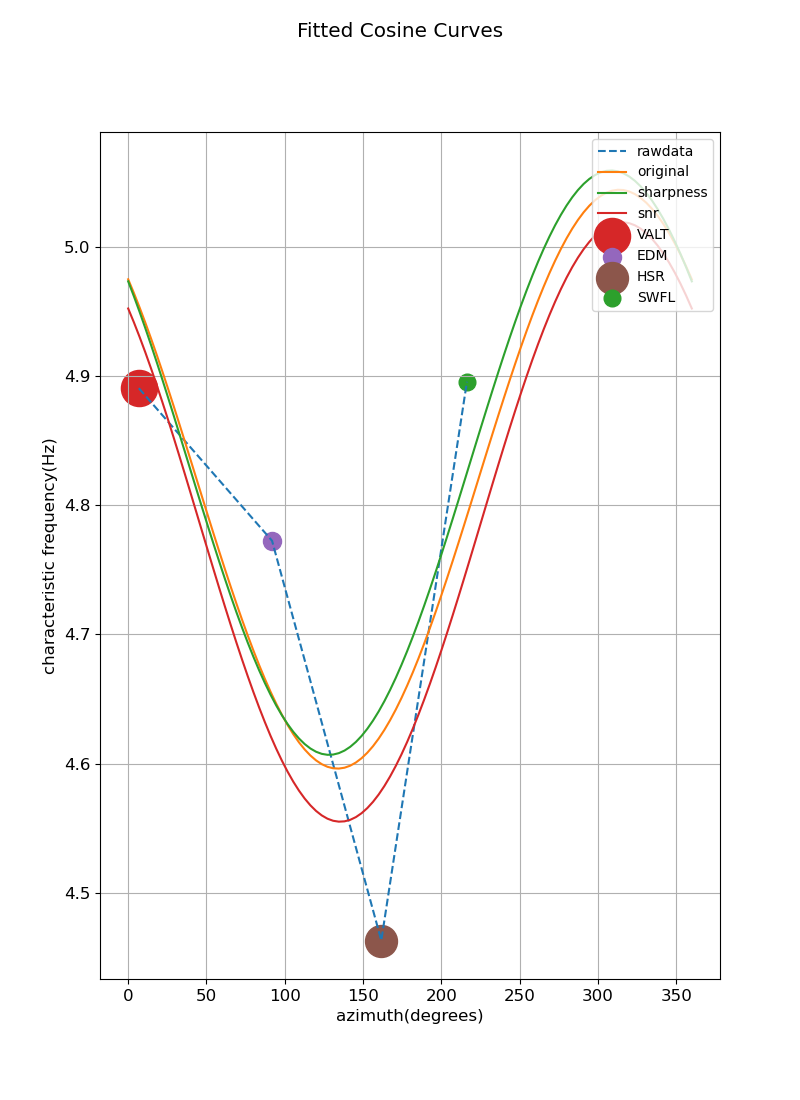 Fitted Cosine Curves
rawdata
original
sharpness
snr
VALT
EDM
HSR
SWFL
characteristic frequency(Hz)
5.0
4.9
4.8
4.7
4.6
4.5
0 50 100 150 200 250 300 350
azimuth(degrees)